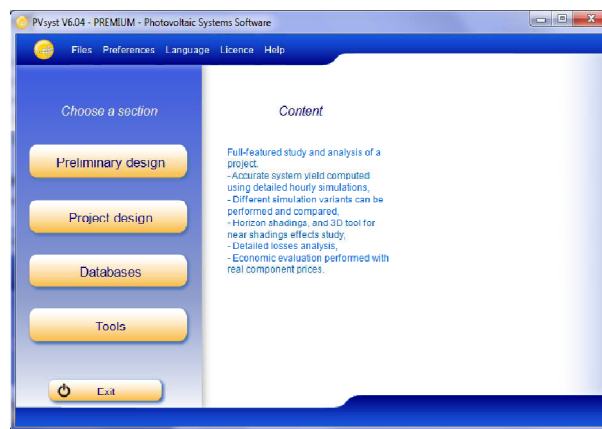 PVsyst V6.04 - PREMIUM - Photovoltaic Systems Software
Files Preferences Language Licence Help
Choose a section
Preliminary design
Project design
Databases
Tools
Exit
Content
Full-featured study and analysis of a
project.
- Accurate system yield computed
using detailed hourly simulations,
- Different simulation variants can be
performed and compared,
- Horizon shadings, and 3D tool for
near shadings effects study,
- Detailed losses analysis,
- Economic evaluation performed with
real component prices.